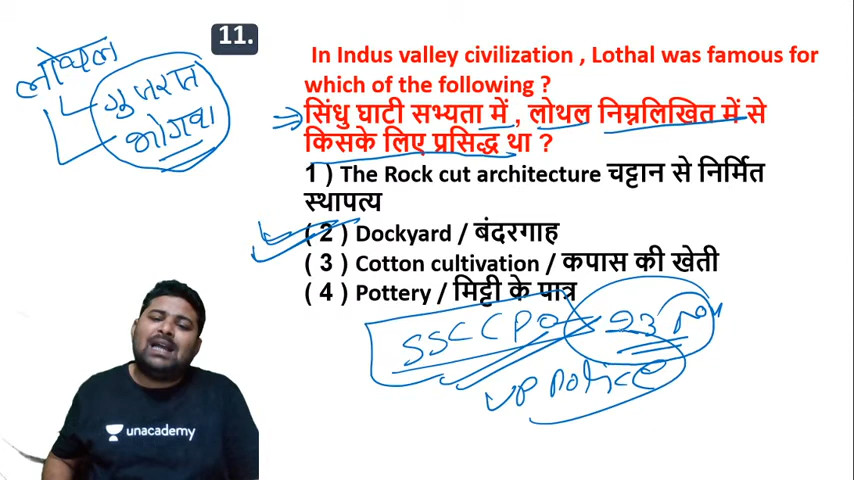 11.
लोथल
गुजरात
भोगवा
In Indus valley civilization , Lothal was famous for
which of the following ?
सिंधु घाटी सभ्यता में , लोथल निम्नलिखित में से
किसके लिए प्रसिद्ध था ?
1 ) The Rock cut architecture चट्टान से निर्मित
स्थापत्य
( 2 ) Dockyard / बंदरगाह
( 3 ) Cotton cultivation / कपास की खेती
( 4 ) Pottery / मिट्टी के पात्र
SSC CPO 23 Nov
UP Police
unacademy